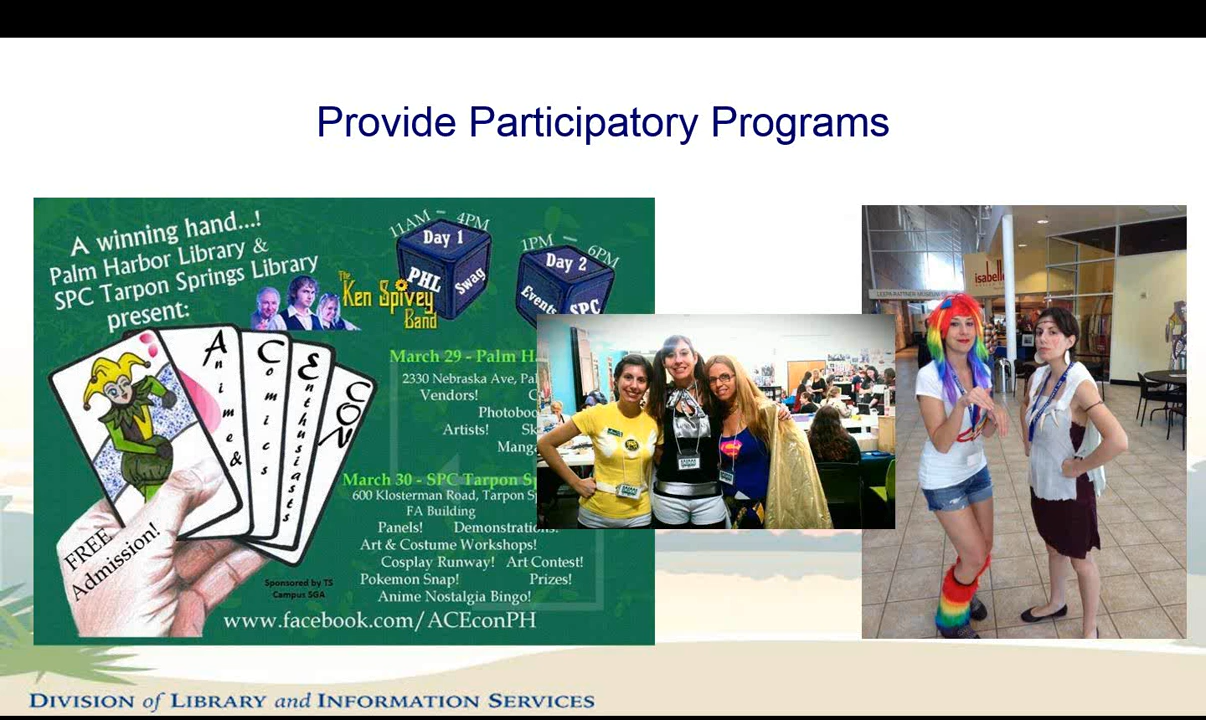 Provide Participatory Programs
A winning hand...!
Palm Harbor Library &
SPC Tarpon Springs Library
present:
The
Ken Spivey
Band
11AM - 4PM
Day 1
PHL
Swag
1PM - 6PM
Day 2
Events
SPC
Anime &
Comics
Enthusiasts
CON
FREE
Admission!
March 29 - Palm
2330 Nebraska Ave,
Vendors!
Artists!
March 30 - SPC Tarpon
600 Klosterman Road, Tarpon
FA Building
Panels! Demonstrations!
Art & Costume Workshops!
Cosplay Runway! Art Contest!
Pokemon Snap! Prizes!
Anime Nostalgia Bingo!
Sponsored by TS
Campus SGA
www.facebook.com/ACEconPH
DIVISION of LIBRARY and INFORMATION SERVICES